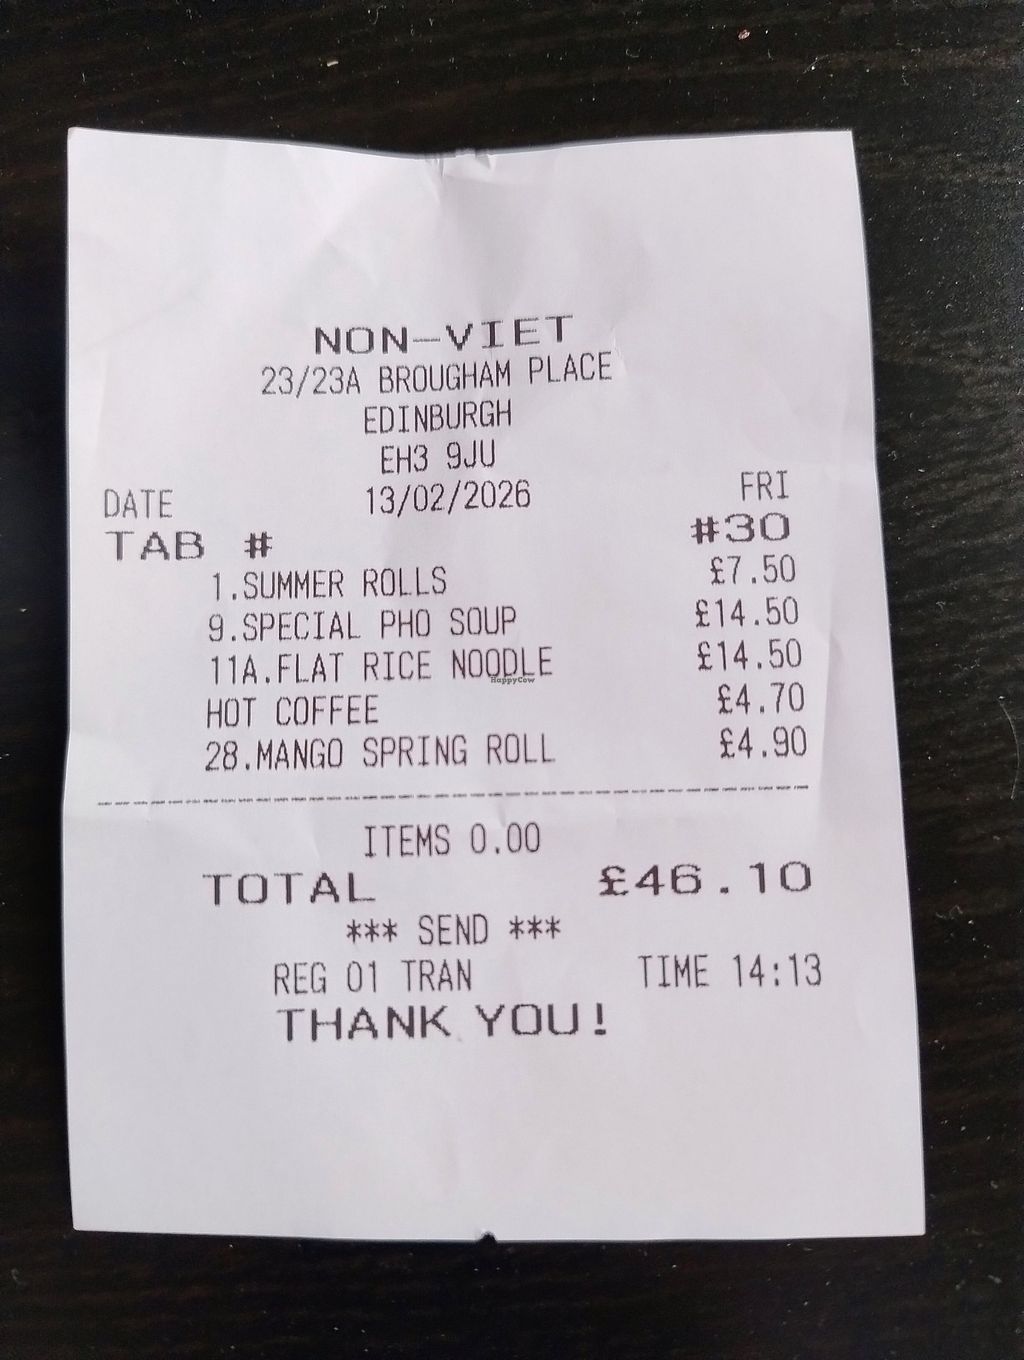 NON-VIET
23/23A BROUGHAM PLACE
EDINBURGH
EH3 9JU
DATE 13/02/2026 FRI
TAB # #30
1.SUMMER ROLLS £7.50
9.SPECIAL PHO SOUP £14.50
11A.FLAT RICE NOODLE £14.50
HappyCow
HOT COFFEE £4.70
28.MANGO SPRING ROLL £4.90
ITEMS 0.00
TOTAL £46.10
*** SEND ***
REG 01 TRAN TIME 14:13
THANK YOU!